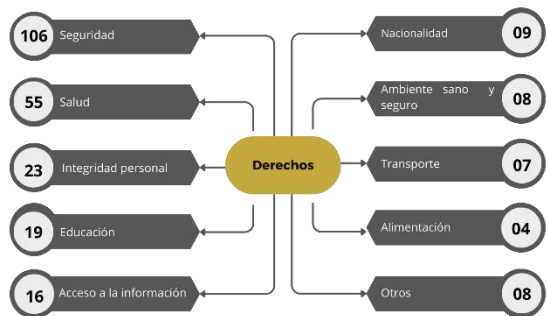 106 Seguridad
55 Salud
23 Integridad personal
19 Educación
16 Acceso a la información
Derechos
Nacionalidad 09
Ambiente sano y
seguro 08
Transporte 07
Alimentación 04
Otros 08